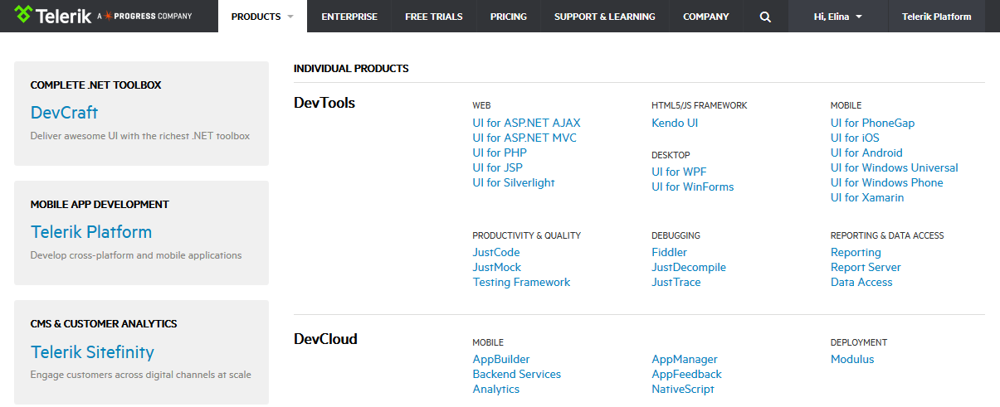 Telerik A PROGRESS COMPANY
PRODUCTS
ENTERPRISE
FREE TRIALS
PRICING
SUPPORT & LEARNING
COMPANY
Hi, Elina
Telerik Platform
COMPLETE .NET TOOLBOX
DevCraft
Deliver awesome UI with the richest .NET toolbox
MOBILE APP DEVELOPMENT
Telerik Platform
Develop cross-platform and mobile applications
CMS & CUSTOMER ANALYTICS
Telerik Sitefinity
Engage customers across digital channels at scale
INDIVIDUAL PRODUCTS
DevTools
WEB
UI for ASP.NET AJAX
UI for ASP.NET MVC
UI for PHP
UI for JSP
UI for Silverlight
HTML5/JS FRAMEWORK
Kendo UI
DESKTOP
UI for WPF
UI for WinForms
MOBILE
UI for PhoneGap
UI for iOS
UI for Android
UI for Windows Universal
UI for Windows Phone
UI for Xamarin
PRODUCTIVITY & QUALITY
JustCode
JustMock
Testing Framework
DEBUGGING
Fiddler
JustDecompile
JustTrace
REPORTING & DATA ACCESS
Reporting
Report Server
Data Access
DevCloud
MOBILE
AppBuilder
Backend Services
Analytics
AppManager
AppFeedback
NativeScript
DEPLOYMENT
Modulus